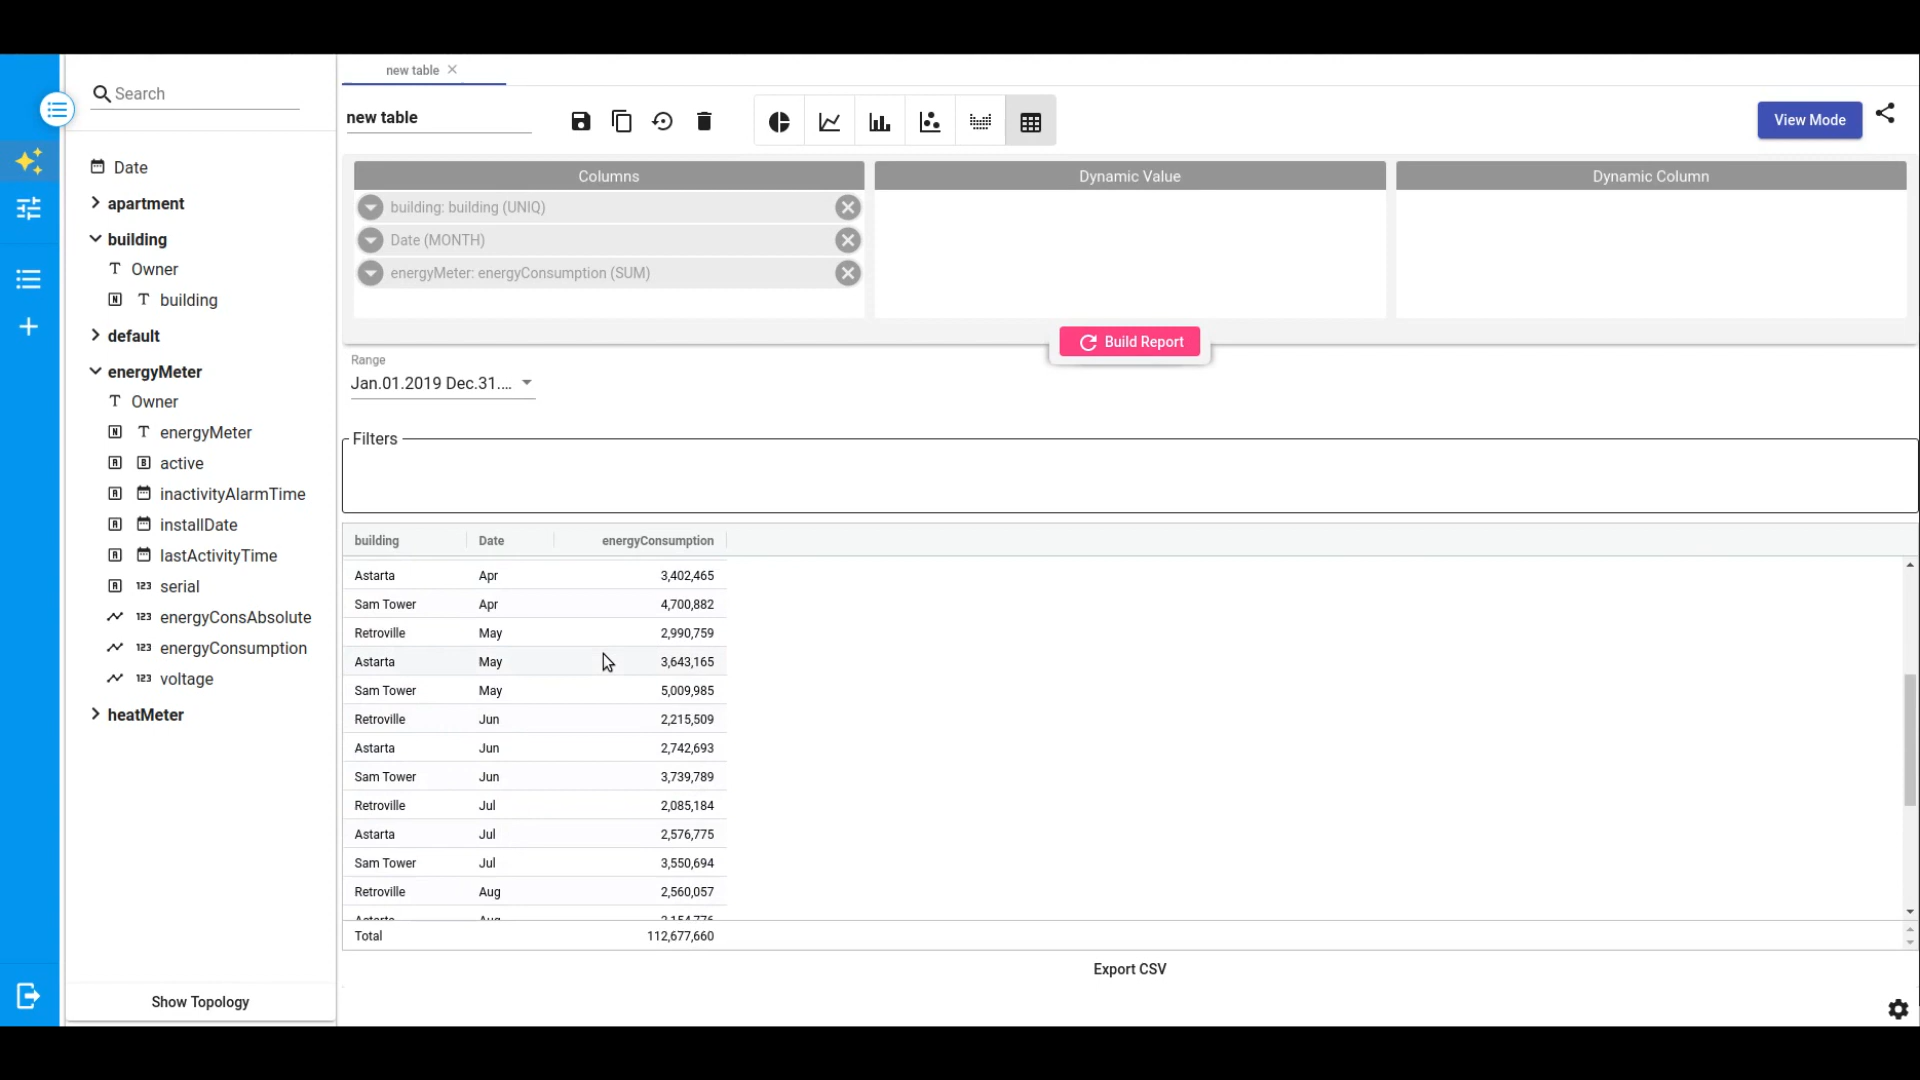 new table
Search
new table
View Mode
Columns
Dynamic Value
Dynamic Column
building: building (UNIQ)
Date (MONTH)
energyMeter: energyConsumption (SUM)
Build Report
Date
apartment
building
Owner
building
default
energyMeter
Owner
energyMeter
active
inactivityAlarmTime
installDate
lastActivityTime
serial
energyConsAbsolute
energyConsumption
voltage
heatMeter
Show Topology
Range
Jan.01.2019 Dec.31....
Filters
building Date energyConsumption
Astarta Apr 3,402,465
Sam Tower Apr 4,700,882
Retroville May 2,990,759
Astarta May 3,643,165
Sam Tower May 5,009,985
Retroville Jun 2,215,509
Astarta Jun 2,742,693
Sam Tower Jun 3,739,789
Retroville Jul 2,085,184
Astarta Jul 2,576,775
Sam Tower Jul 3,550,694
Retroville Aug 2,560,057
Astarta Aug 3,154,776
Total 112,677,660
Export CSV